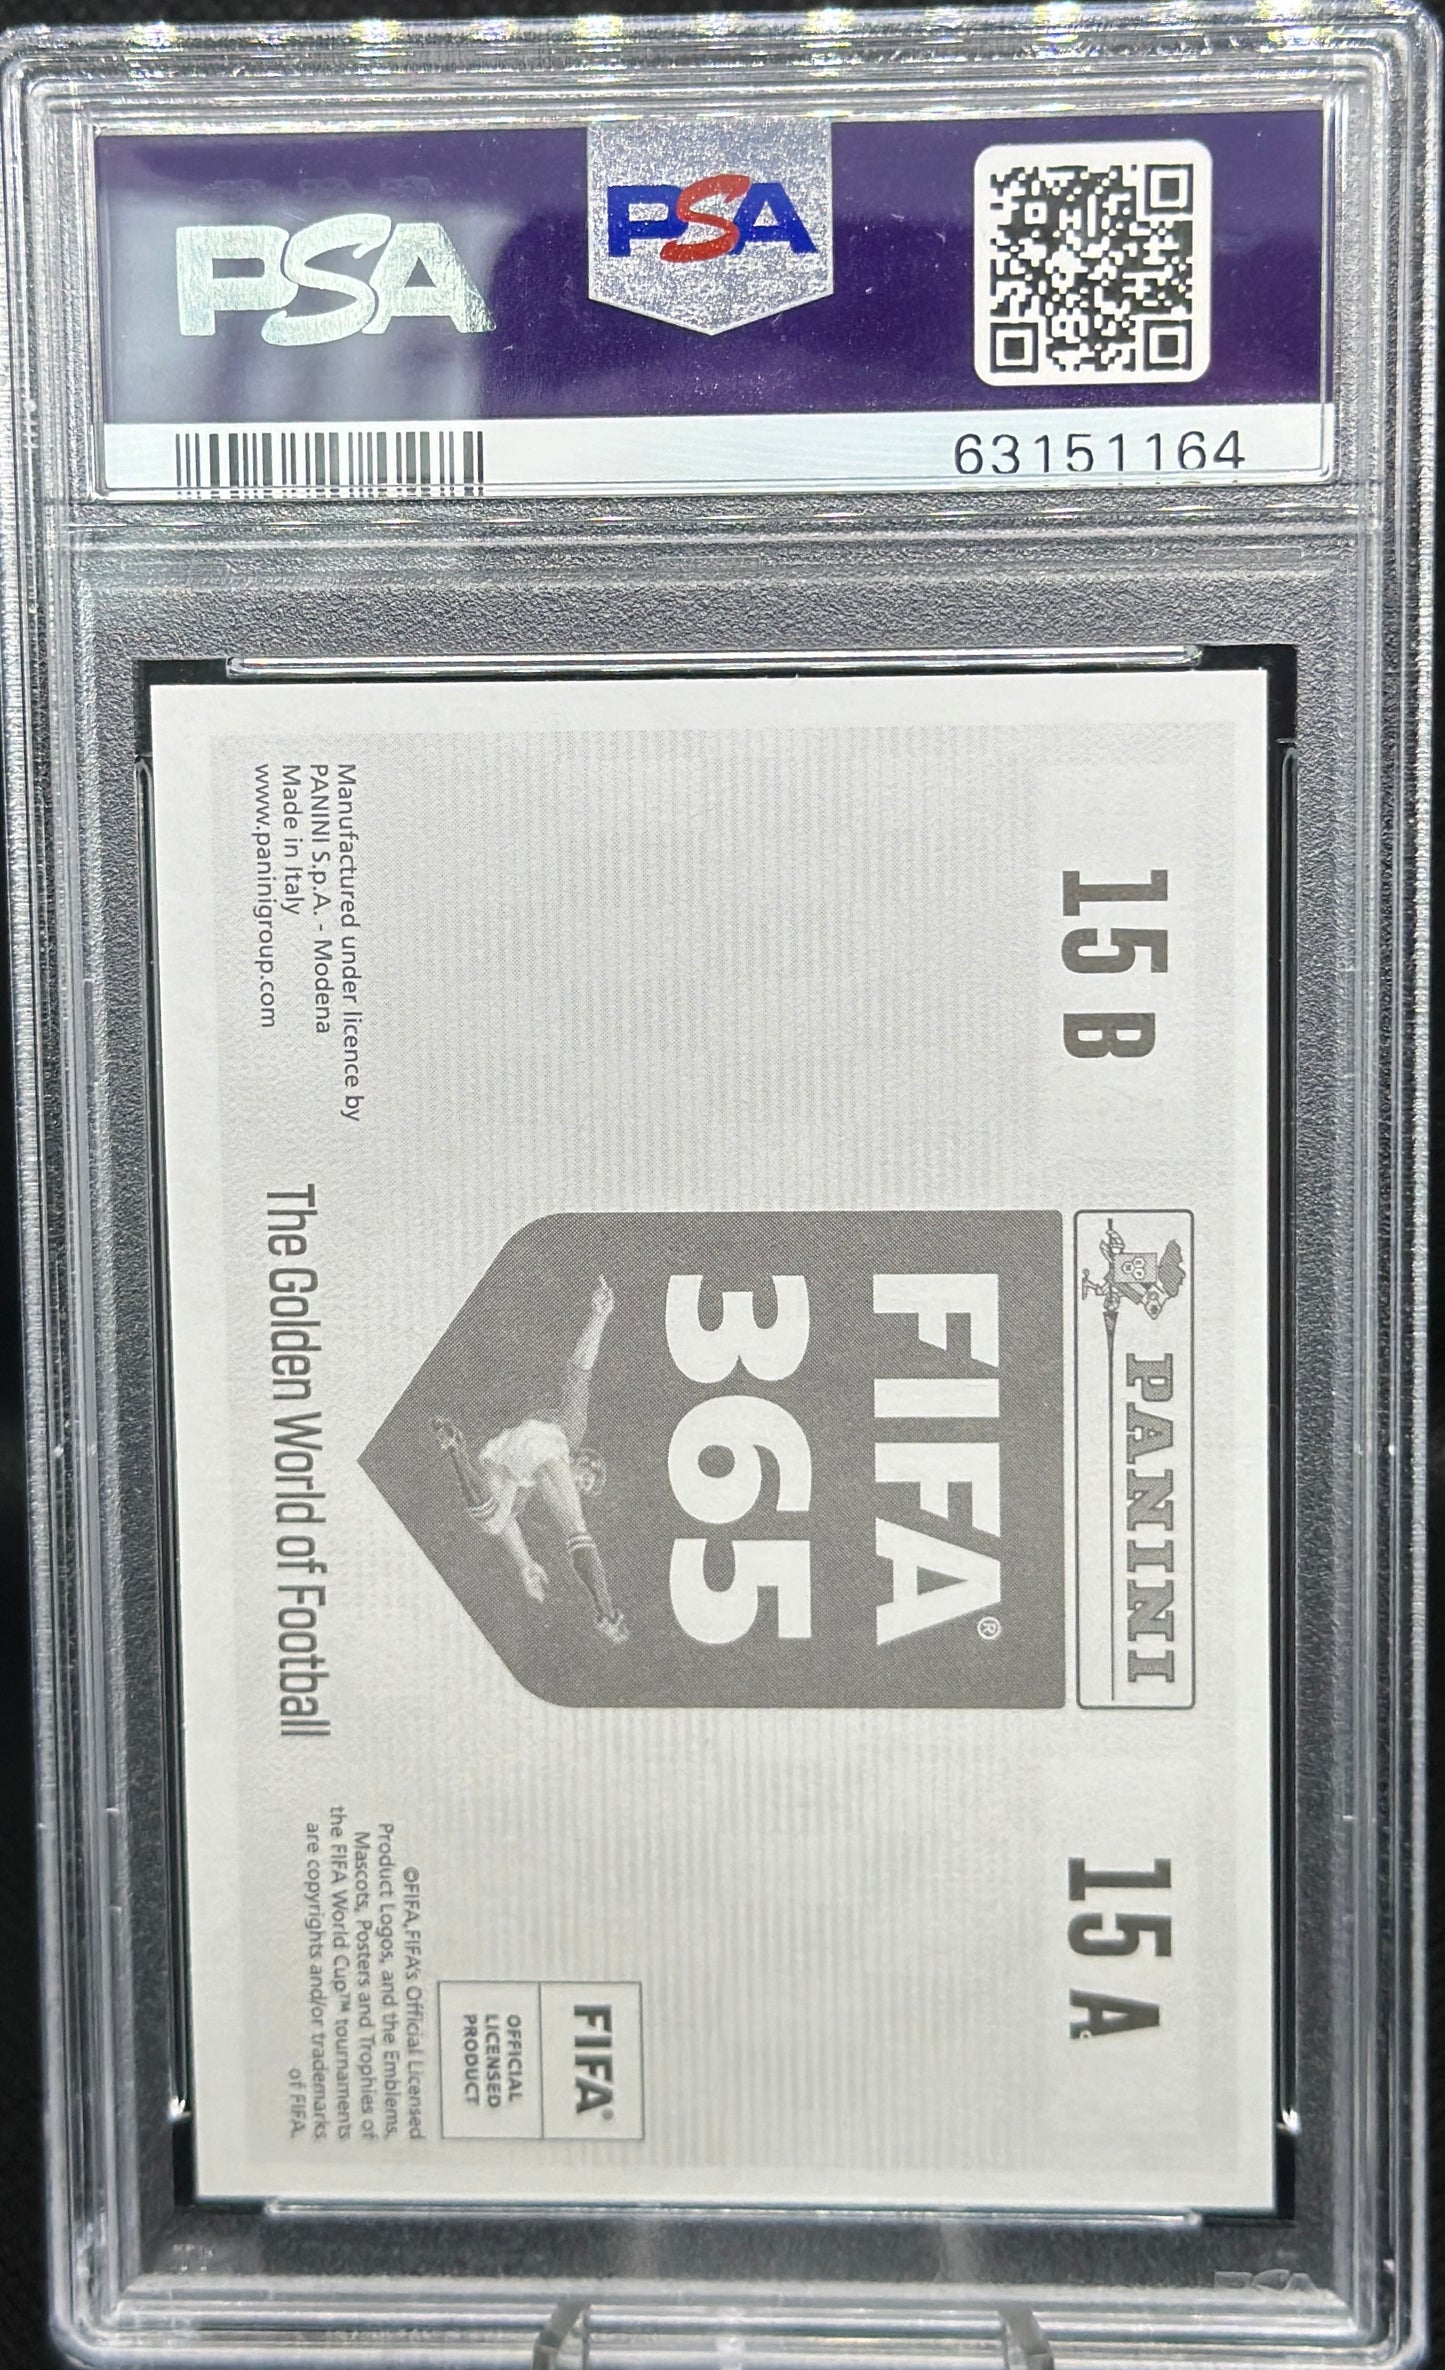 PSA
PSA
63151164
15 B
PANINI
15 A
FIFA®
365
Manufactured under licence by
PANINI S.p.A. - Modena
Made in Italy
www.paninigroup.com
The Golden World of Football
FIFA®
OFFICIAL
LICENSED
PRODUCT
©FIFA, FIFA's Official Licensed
Product Logos, and the Emblems,
Mascots, Posters and Trophies of
the FIFA World Cup™ tournaments
are copyrights and/or trademarks
of FIFA.
PSA